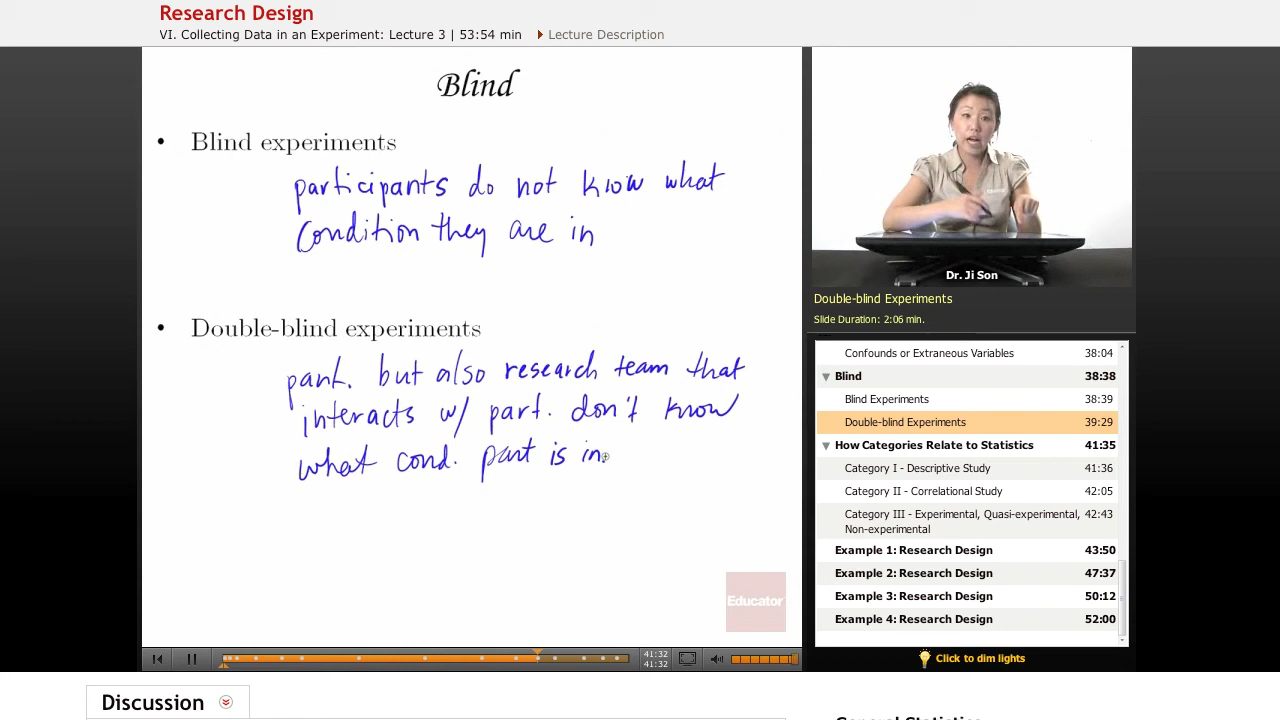 Research Design
VI. Collecting Data in an Experiment: Lecture 3 | 53:54 min
Lecture Description
Blind
• Blind experiments
participants do not know what
condition they are in
• Double-blind experiments
part. but also research team that
interacts w/ part. don't know
what cond. part is in.
Educator
Dr. Ji Son
Double-blind Experiments
Slide Duration: 2:06 min.
Confounds or Extraneous Variables 38:04
Blind 38:38
Blind Experiments 38:39
Double-blind Experiments 39:29
How Categories Relate to Statistics 41:35
Category I - Descriptive Study 41:36
Category II - Correlational Study 42:05
Category III - Experimental, Quasi-experimental, 42:43
Non-experimental
Example 1: Research Design 43:50
Example 2: Research Design 47:37
Example 3: Research Design 50:12
Example 4: Research Design 52:00
41:32
41:32
Click to dim lights
Discussion
General Statistics